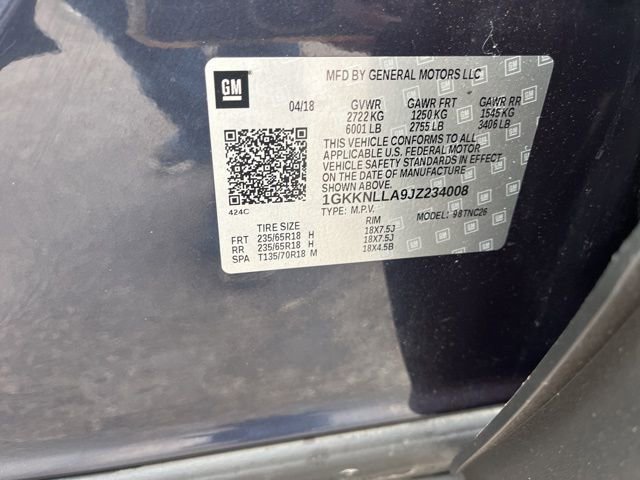 GM
MFD BY GENERAL MOTORS LLC
04/18 GVWR GAWR FRT GAWR RR
2722 KG 1250 KG 1545 KG
6001 LB 2755 LB 3406 LB
THIS VEHICLE CONFORMS TO ALL
APPLICABLE U.S. FEDERAL MOTOR
VEHICLE SAFETY STANDARDS IN EFFECT
ON THE DATE OF MANUFACTURE
SHOWN ABOVE.
1GKKNLLA9JZ234008
424C TYPE: M.P.V. MODEL: 98TNC26
TIRE SIZE RIM
FRT 235/65R18 H 18X7.5J
RR 235/65R18 H 18X7.5J
SPA T135/70R18 M 18X4.5B